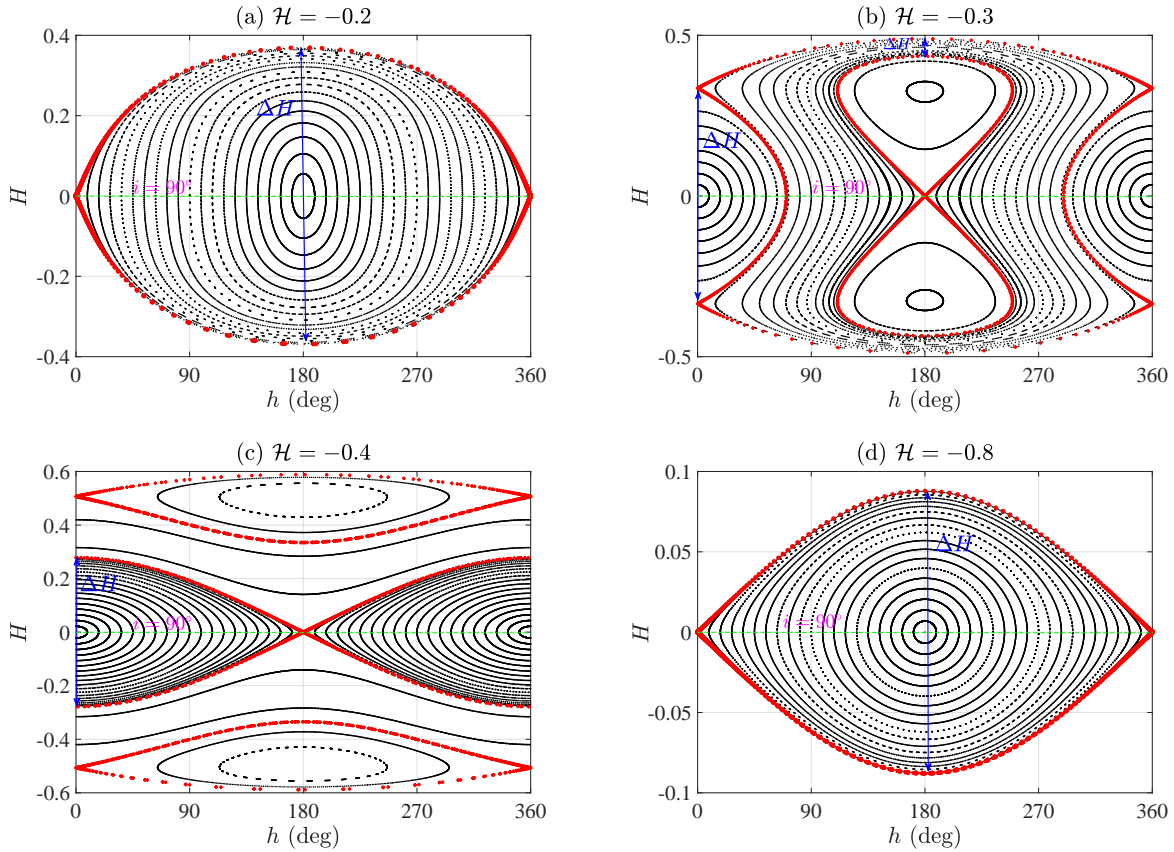 (a) ℋ = −0.2
0.4
0.2
0
-0.2
-0.4
H
ΔH
i = 90°
0 90 180 270 360
h (deg)
(b) ℋ = −0.3
0.5
0
-0.5
H
ΔH
ΔH
i = 90°
0 90 180 270 360
h (deg)
(c) ℋ = −0.4
0.6
0.4
0.2
0
-0.2
-0.4
-0.6
H
ΔH
i = 90°
0 90 180 270 360
h (deg)
(d) ℋ = −0.8
0.1
0.05
0
-0.05
-0.1
H
ΔH
i = 90°
0 90 180 270 360
h (deg)